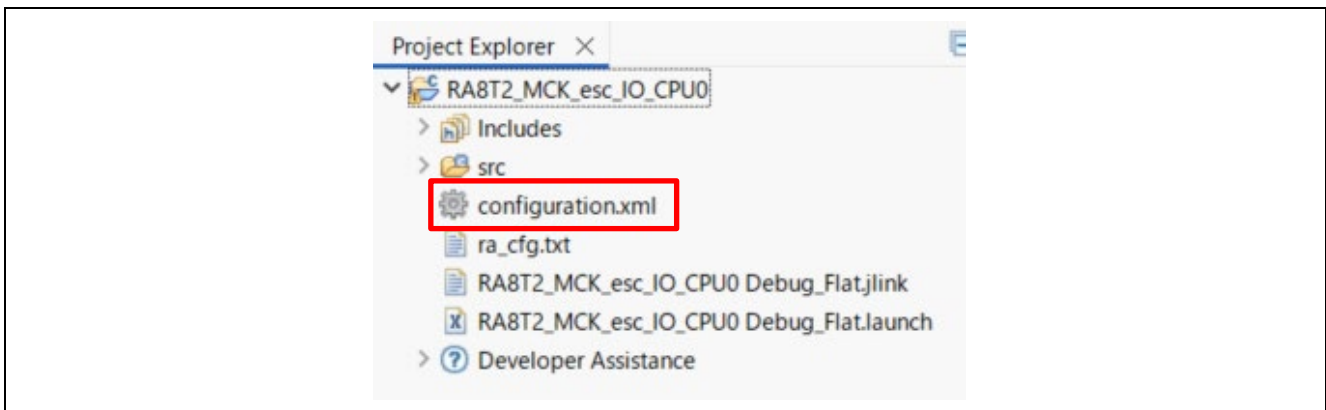 Project Explorer
RA8T2_MCK_esc_IO_CPU0
Includes
src
configuration.xml
ra_cfg.txt
RA8T2_MCK_esc_IO_CPU0 Debug_Flat.jlink
RA8T2_MCK_esc_IO_CPU0 Debug_Flat.launch
Developer Assistance